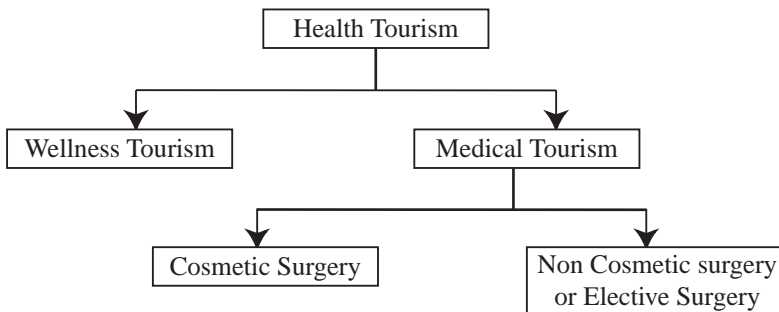 Health Tourism
Wellness Tourism
Medical Tourism
Cosmetic Surgery
Non Cosmetic surgery
or Elective Surgery